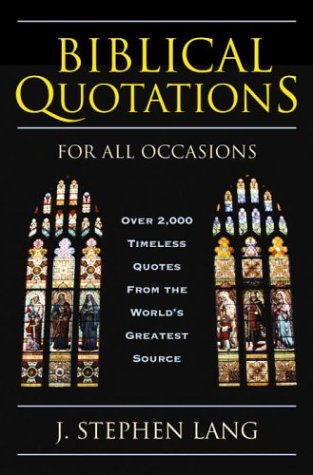 BIBLICAL
QUOTATIONS
FOR ALL OCCASIONS
OVER 2,000
TIMELESS
QUOTES
FROM THE
WORLD'S
GREATEST
SOURCE
J. STEPHEN LANG